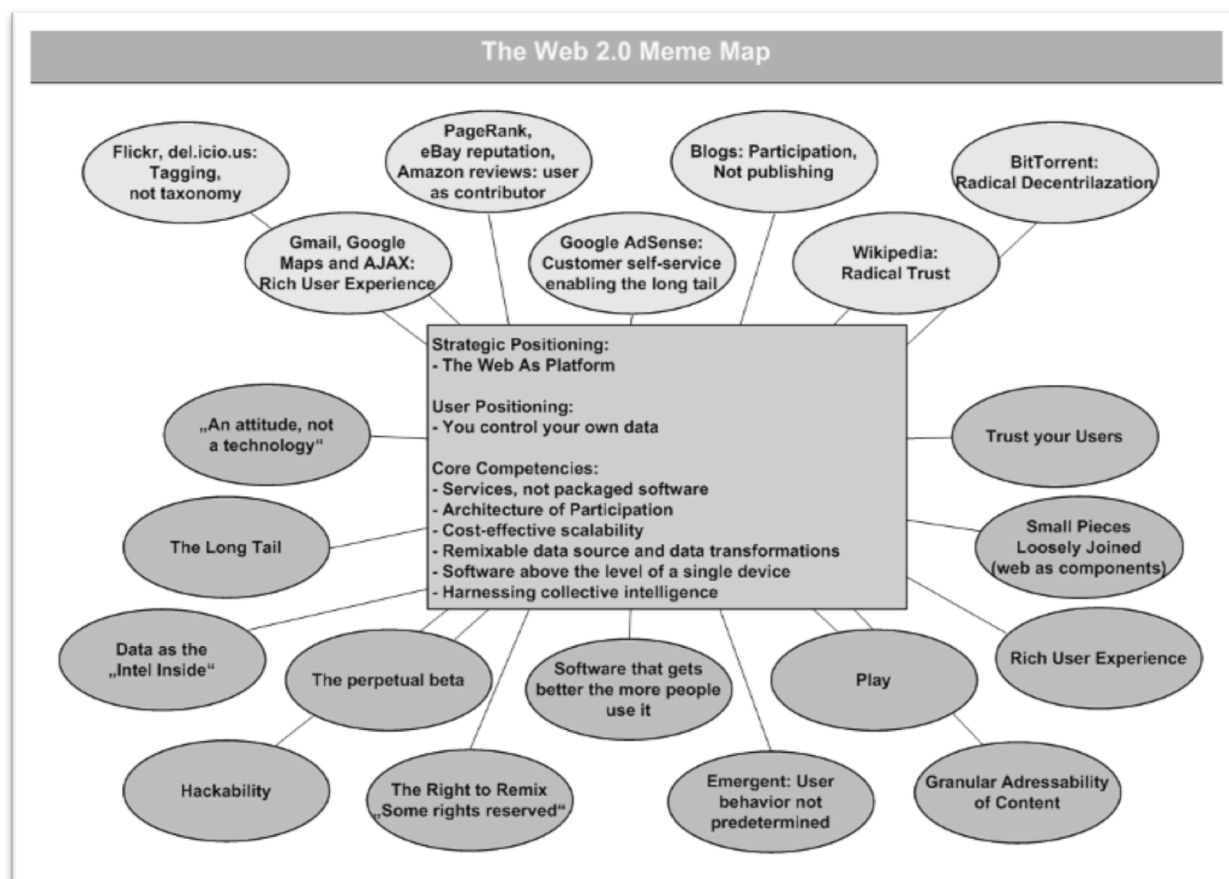 The Web 2.0 Meme Map
Flickr, del.icio.us:
Tagging,
not taxonomy
PageRank,
eBay reputation,
Amazon reviews: user
as contributor
Blogs: Participation,
Not publishing
BitTorrent:
Radical Decentrilazation
Gmail, Google
Maps and AJAX:
Rich User Experience
Google AdSense:
Customer self-service
enabling the long tail
Wikipedia:
Radical Trust
Strategic Positioning:
- The Web As Platform
User Positioning:
- You control your own data
Core Competencies:
- Services, not packaged software
- Architecture of Participation
- Cost-effective scalability
- Remixable data source and data transformations
- Software above the level of a single device
- Harnessing collective intelligence
„An attitude, not
a technology“
Trust your Users
The Long Tail
Small Pieces
Loosely Joined
(web as components)
Data as the
„Intel Inside“
The perpetual beta
Software that gets
better the more people
use it
Play
Rich User Experience
Hackability
The Right to Remix
„Some rights reserved“
Emergent: User
behavior not
predetermined
Granular Adressability
of Content